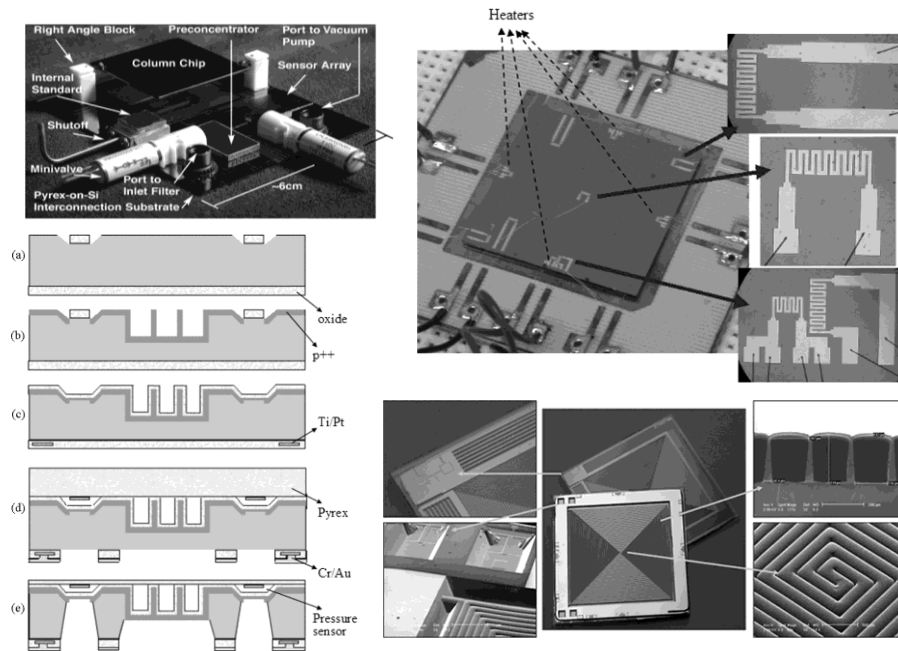 Right Angle Block
Preconcentrator
Port to Vacuum Pump
Column Chip
Sensor Array
Internal Standard
Shutoff
Minivalve
Port to Inlet Filter
~6cm
Pyrex-on-Si Interconnection Substrate
Heaters
(a)
oxide
(b)
p++
(c)
Ti/Pt
(d)
Pyrex
Cr/Au
(e)
Pressure sensor